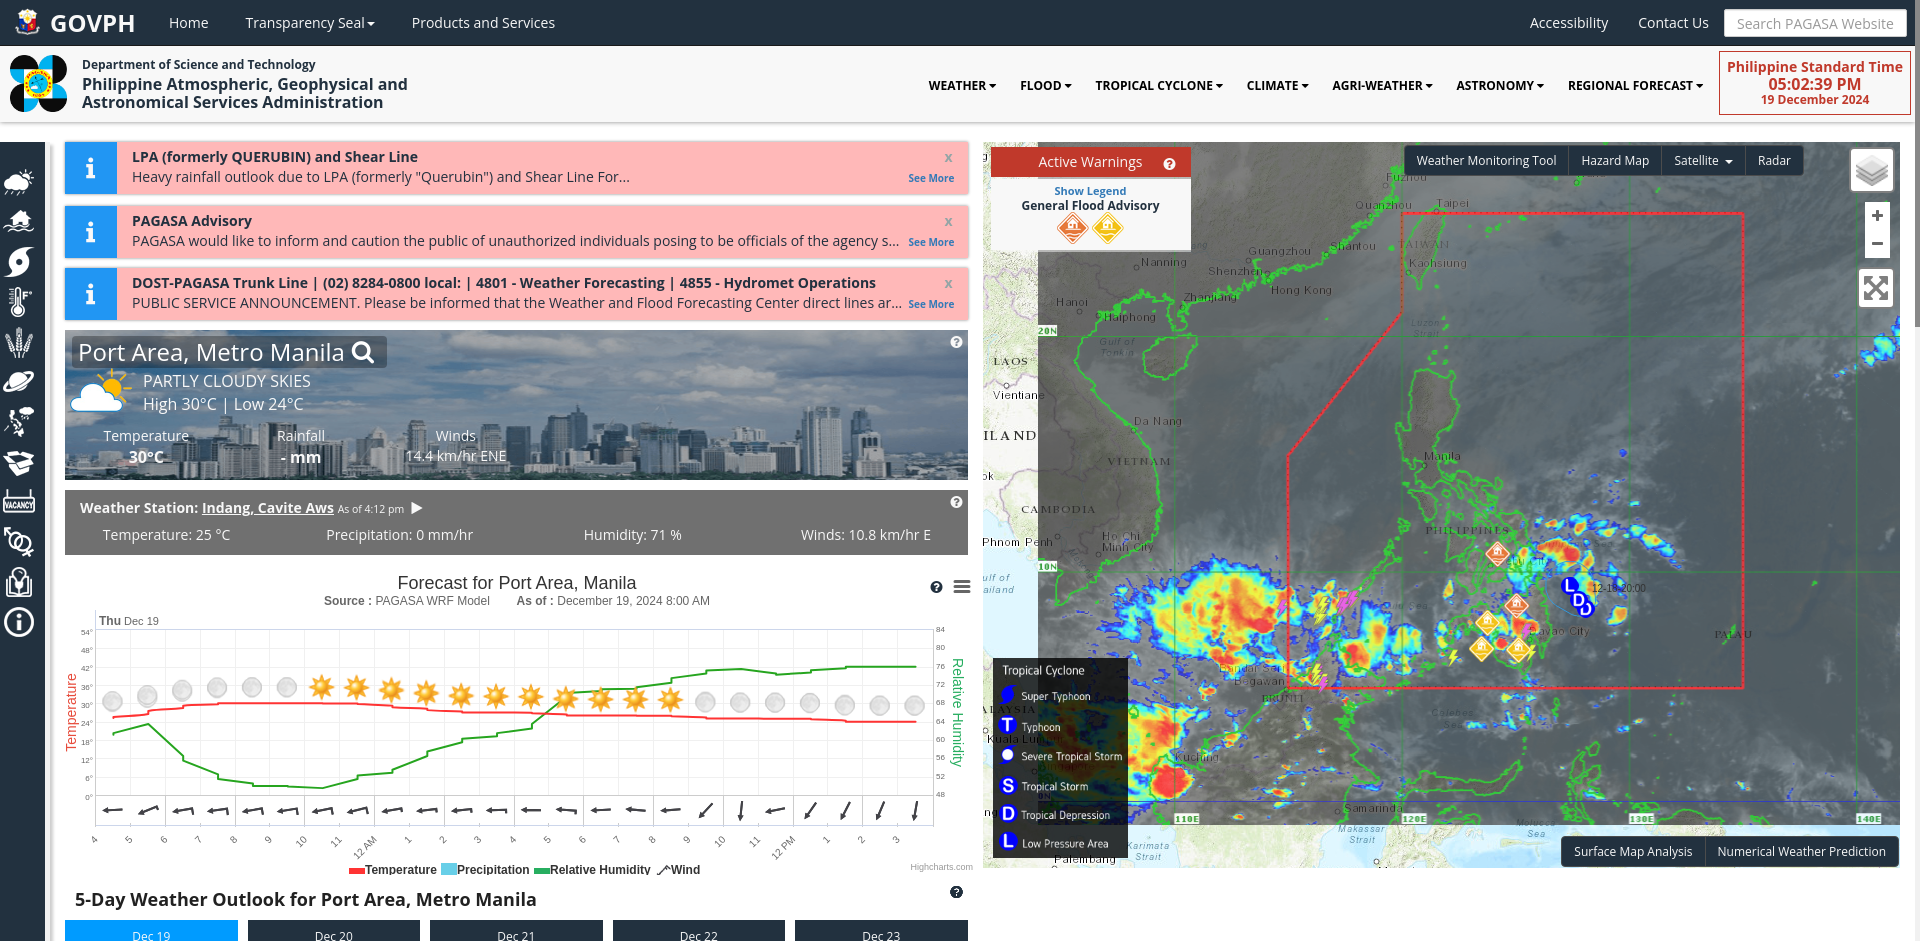 GOVPH
Home
Transparency Seal
Products and Services
Accessibility
Contact Us
Search PAGASA Website
Department of Science and Technology
Philippine Atmospheric, Geophysical and
Astronomical Services Administration
WEATHER
FLOOD
TROPICAL CYCLONE
CLIMATE
AGRI-WEATHER
ASTRONOMY
REGIONAL FORECAST
Philippine Standard Time
05:02:39 PM
19 December 2024
LPA (formerly QUERUBIN) and Shear Line
x
Heavy rainfall outlook due to LPA (formerly "Querubin") and Shear Line For...
See More
PAGASA Advisory
x
PAGASA would like to inform and caution the public of unauthorized individuals posing to be officials of the agency s...
See More
DOST-PAGASA Trunk Line | (02) 8284-0800 local: | 4801 - Weather Forecasting | 4855 - Hydromet Operations
x
PUBLIC SERVICE ANNOUNCEMENT. Please be informed that the Weather and Flood Forecasting Center direct lines ar...
See More
VACANCY
Port Area, Metro Manila
PARTLY CLOUDY SKIES
High 30°C | Low 24°C
Temperature
Rainfall
Winds
30°C
- mm
14.4 km/hr ENE
Weather Station: Indang, Cavite Aws As of 4:12 pm
Temperature: 25 °C
Precipitation: 0 mm/hr
Humidity: 71 %
Winds: 10.8 km/hr E
Forecast for Port Area, Manila
Source : PAGASA WRF Model As of : December 19, 2024 8:00 AM
Thu Dec 19
54°
48°
42°
36°
30°
24°
18°
12°
6°
0°
Temperature
84
80
76
72
68
64
60
56
52
48
Relative Humidity
4 5 6 7 8 9 10 11 12 AM 1 2 3 4 5 6 7 8 9 10 11 12 PM 1 2 3
Temperature Precipitation Relative Humidity Wind
Highcharts.com
5-Day Weather Outlook for Port Area, Metro Manila
Dec 19
Dec 20
Dec 21
Dec 22
Dec 23
Active Warnings
Show Legend
General Flood Advisory
Weather Monitoring Tool
Hazard Map
Satellite
Radar
+
−
Fuzhou
Quanzhou
Taipei
TAIWAN
Kaohsiung
Guangzhou
Shantou
Nanning
Shenzhen
Hong Kong
Zhanjiang
Hanoi
Haiphong
20N
Luzon
Strait
Gulf of
Tonkin
LAOS
Vientiane
Da Nang
ILAND
VIETNAM
Manila
ok
CAMBODIA
Phnom Penh
Ho Chi
Minh City
PHILIPPINES
10N
ulf of
ailand
L
D
D
12-19 20:00
Davao City
PALAU
Bandar Seri
Begawan
BRUNEI
Celebes
Kuching
Samarinda
110E
120E
130E
140E
Makassar
Strait
Karimata
Strait
Sea
Palembang
Tropical Cyclone
Super Typhoon
T Typhoon
Severe Tropical Storm
S Tropical Storm
D Tropical Depression
L Low Pressure Area
Surface Map Analysis
Numerical Weather Prediction